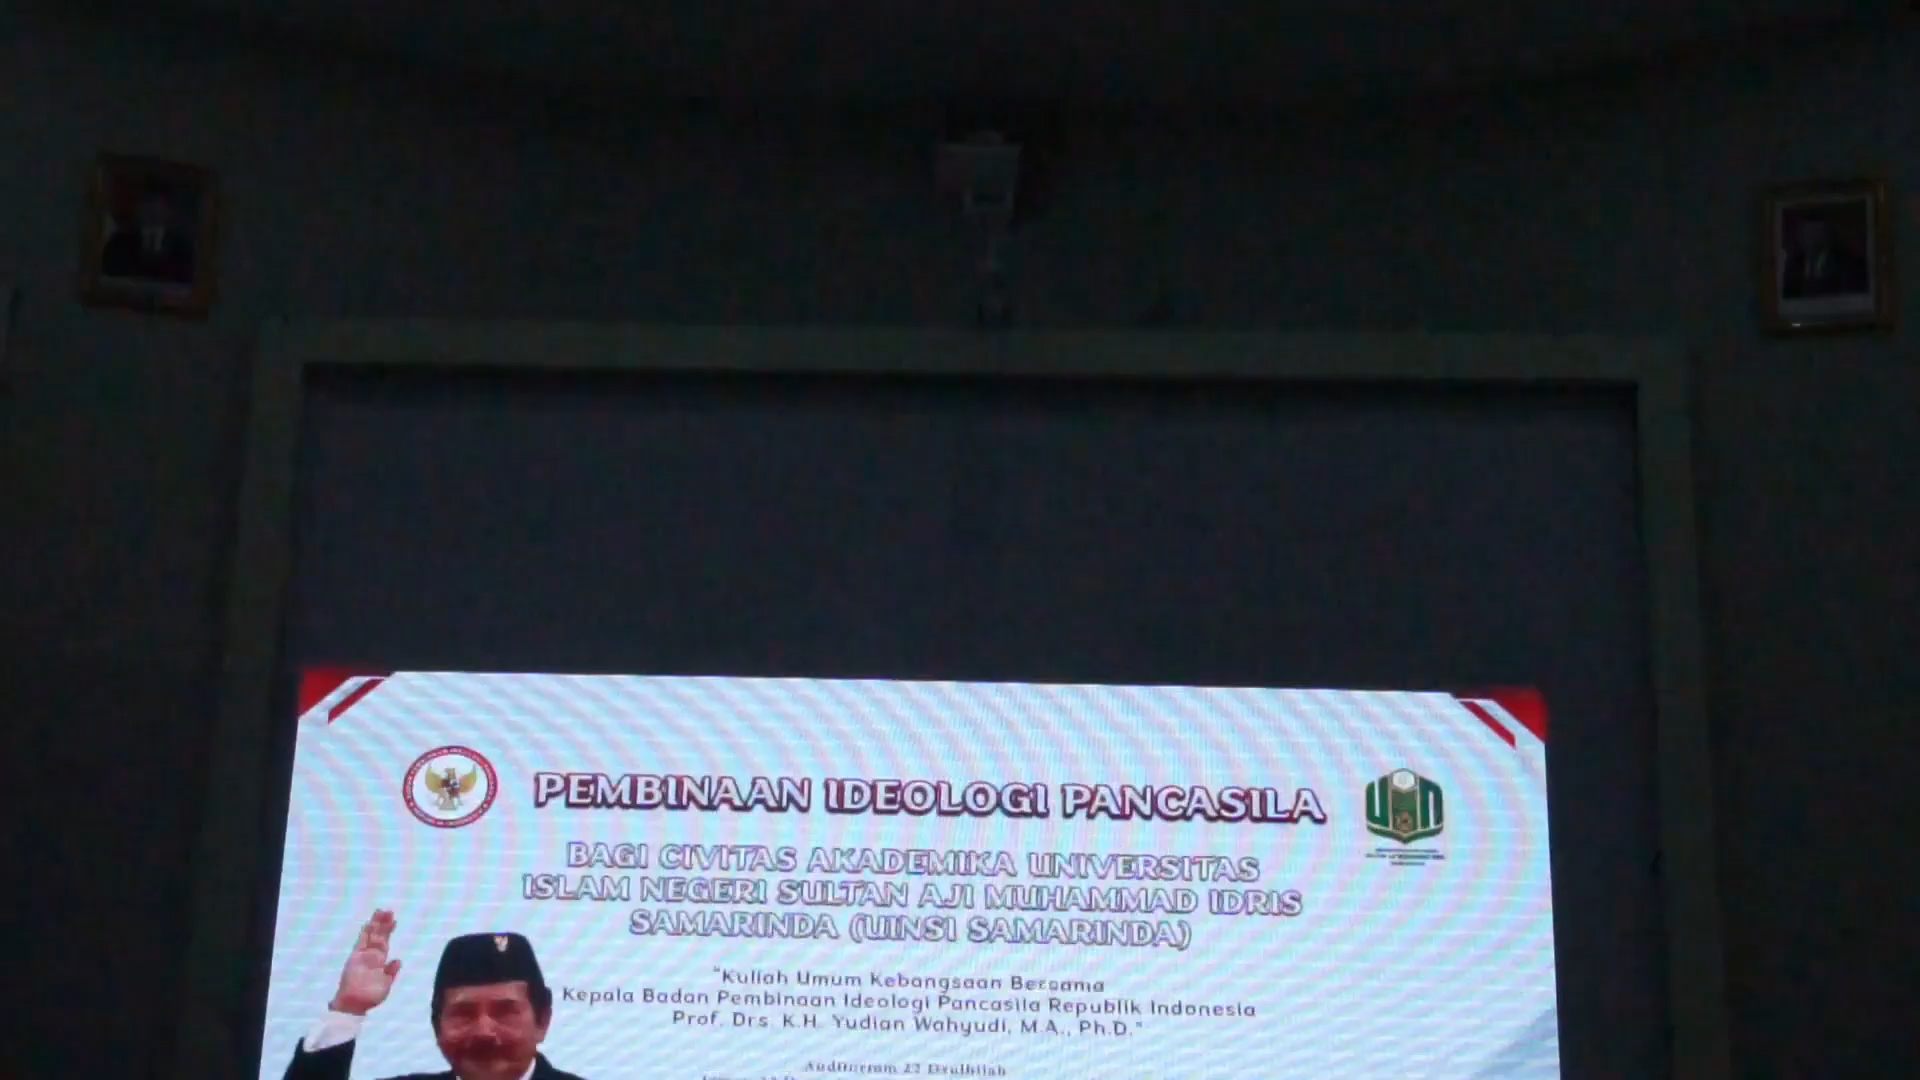 PEMBINAAN IDEOLOGI PANCASILA
BAGI CIVITAS AKADEMIKA UNIVERSITAS
ISLAM NEGERI SULTAN AJI MUHAMMAD IDRIS
SAMARINDA (UINSI SAMARINDA)
"Kuliah Umum Kebangsaan Bersama
Kepala Badan Pembinaan Ideologi Pancasila Republik Indonesia
Prof. Drs. K.H. Yudian Wahyudi, M.A., Ph.D."
UIN